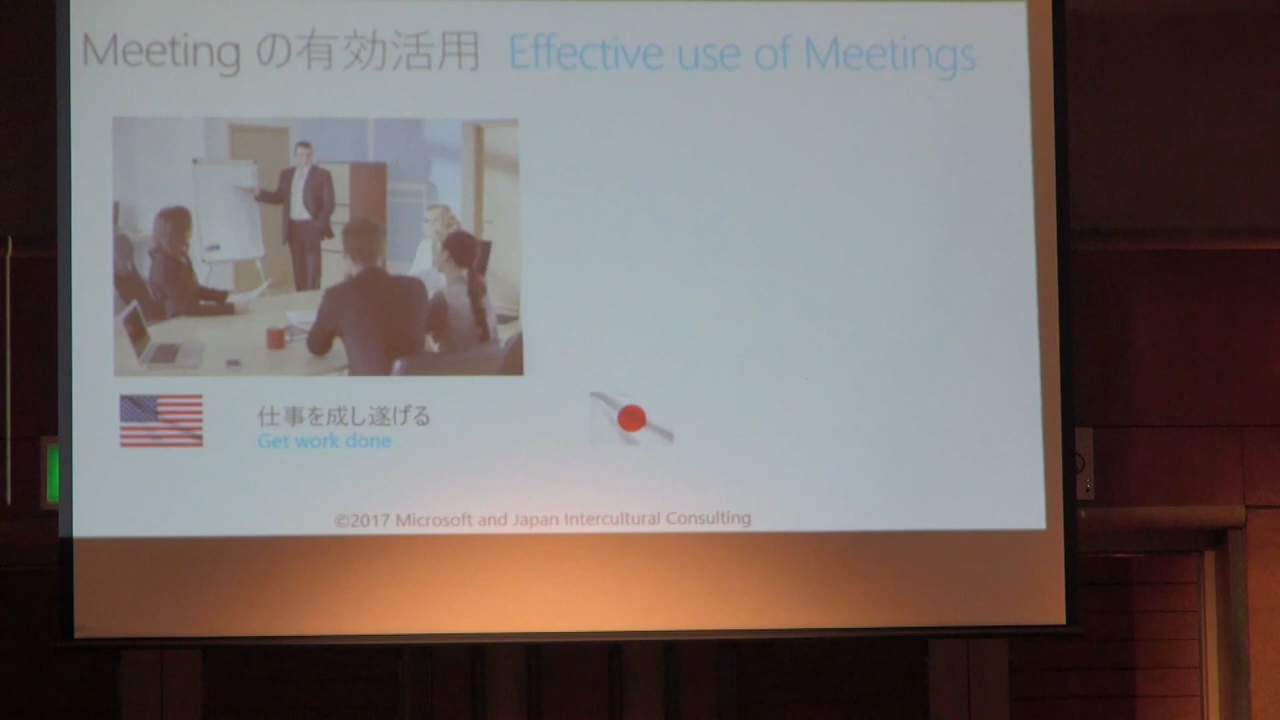 Meeting の有効活用 Effective use of Meetings
仕事を成し遂げる
Get work done
©2017 Microsoft and Japan Intercultural Consulting